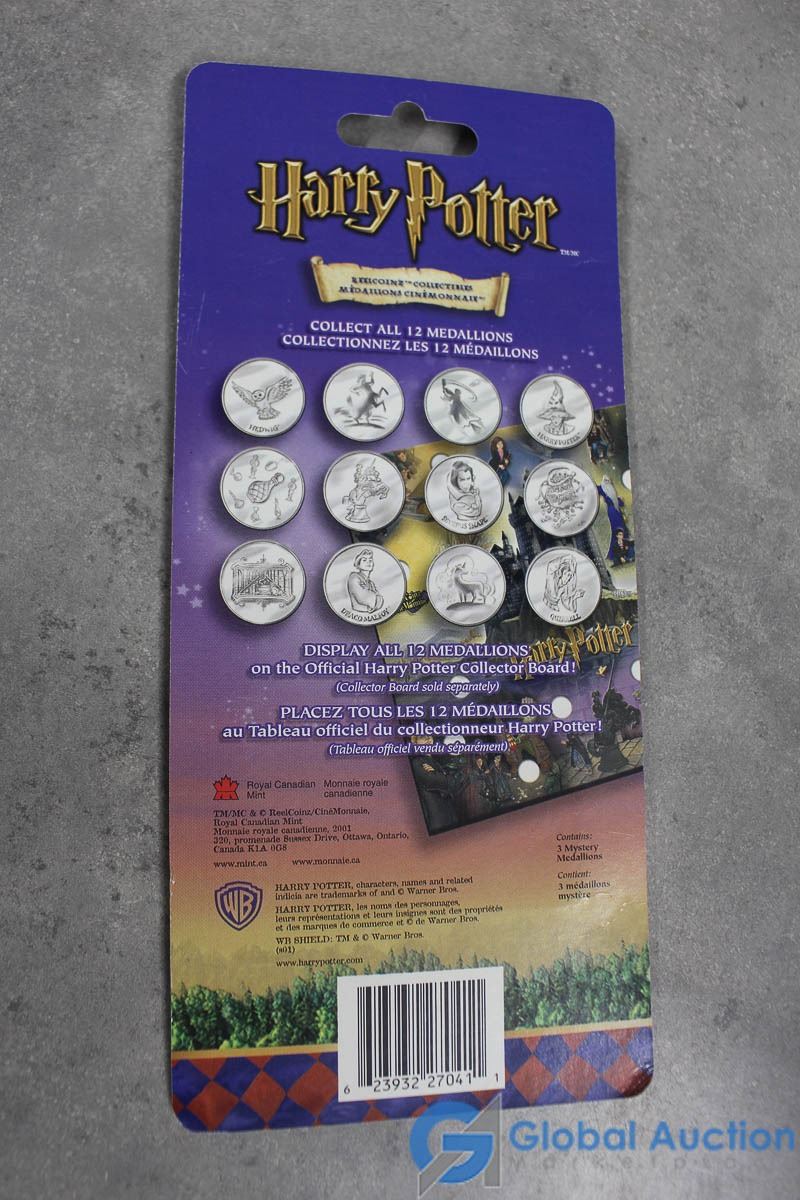 Harry Potter
TM/MC
REELCOINZ™ COLLECTIBLES
MÉDAILLONS CINÉMONNAIE™
COLLECT ALL 12 MEDALLIONS
COLLECTIONNEZ LES 12 MÉDAILLONS
HEDWIG
HARRY POTTER
SEVERUS SNAPE
DRACO MALFOY
QUIRRELL
DISPLAY ALL 12 MEDALLIONS
on the Official Harry Potter Collector Board!
(Collector Board sold separately)
Harry Potter
PLACEZ TOUS LES 12 MÉDAILLONS
au Tableau officiel du collectionneur Harry Potter!
(Tableau officiel vendu séparément)
Royal Canadian Mint
Monnaie royale canadienne
TM/MC & © ReelCoinz/CinéMonnaie,
Royal Canadian Mint
Monnaie royale canadienne, 2001
320, promenade Sussex Drive, Ottawa, Ontario,
Canada K1A 0G8
www.mint.ca www.monnaie.ca
Contains:
3 Mystery
Medallions
Contient:
3 médaillons
mystère
WB
HARRY POTTER, characters, names and related
indicia are trademarks of and © Warner Bros.
HARRY POTTER, les noms des personnages,
leurs représentations et leurs insignes sont des propriétés
et des marques de commerce et © de Warner Bros.
WB SHIELD: TM & © Warner Bros.
(s01)
www.harrypotter.com
6 23932 27041 1
Global Auction
Marketplace